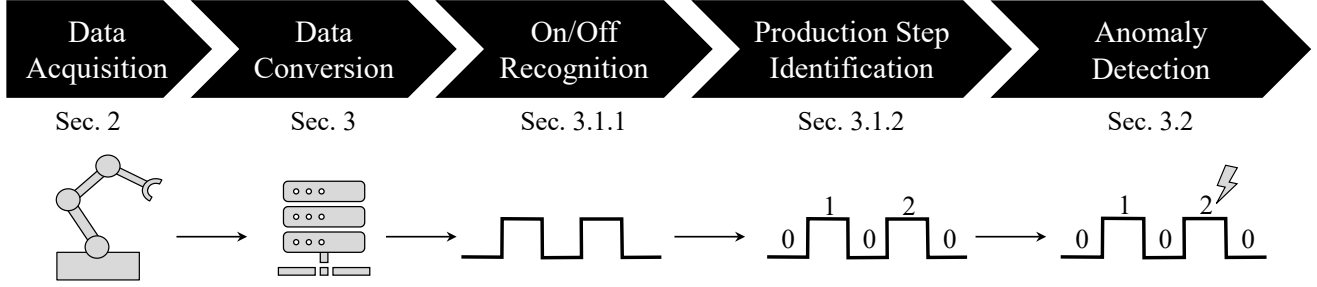 Data
Acquisition
Data
Conversion
On/Off
Recognition
Production Step
Identification
Anomaly
Detection
Sec. 2
Sec. 3
Sec. 3.1.1
Sec. 3.1.2
Sec. 3.2
0 1 0 2 0
0 1 0 2 0